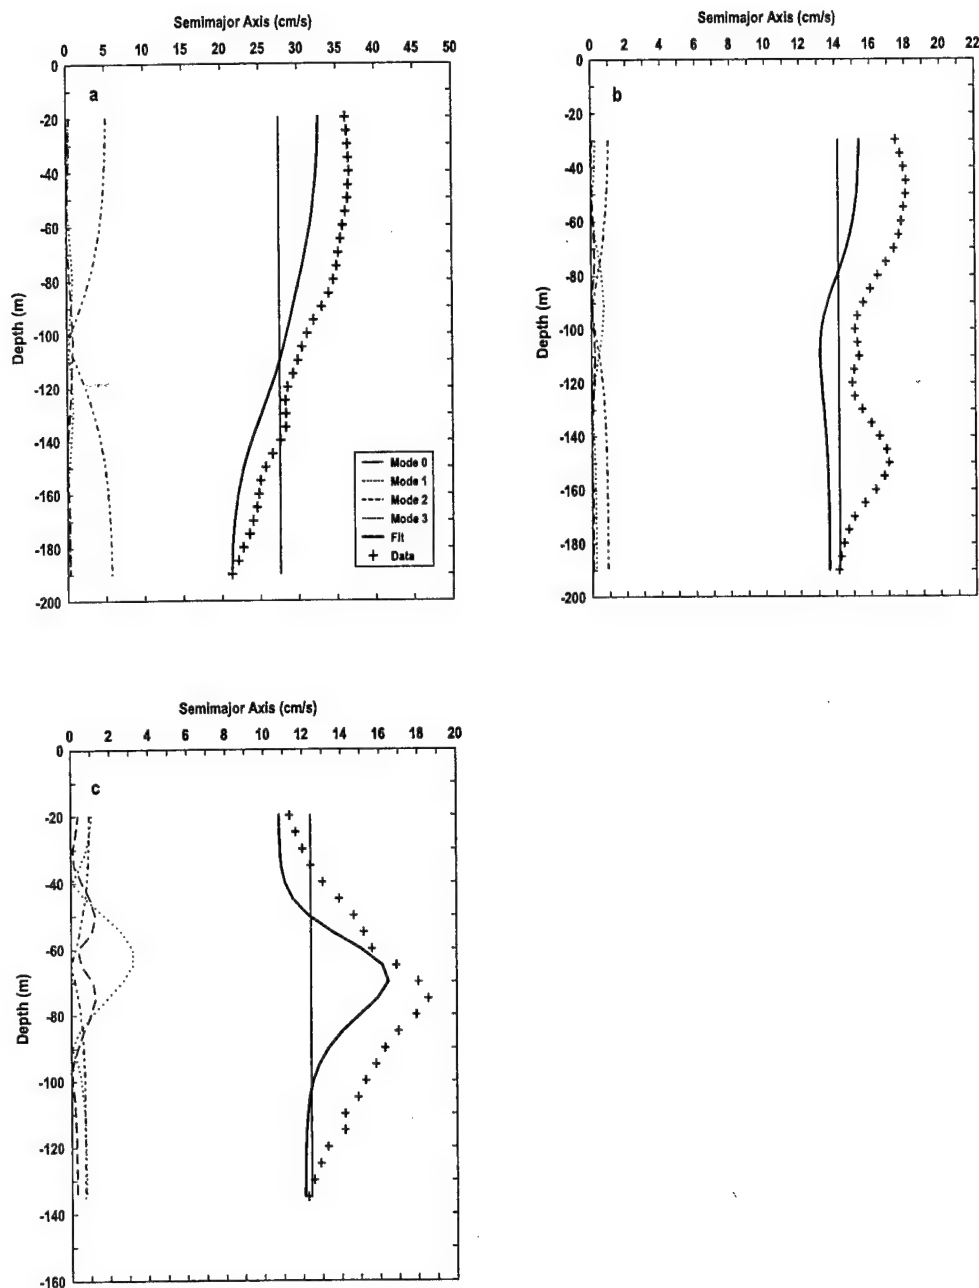 Semimajor Axis (cm/s)
0 5 10 15 20 25 30 35 40 45 50
0
-20
-40
-60
-80
-100
-120
-140
-160
-180
-200
Depth (m)
a
Mode 0
Mode 1
Mode 2
Mode 3
Fit
Data
Semimajor Axis (cm/s)
0 2 4 6 8 10 12 14 16 18 20 22
0
-20
-40
-60
-80
-100
-120
-140
-160
-180
-200
Depth (m)
b
Semimajor Axis (cm/s)
0 2 4 6 8 10 12 14 16 18 20
0
-20
-40
-60
-80
-100
-120
-140
-160
Depth (m)
c